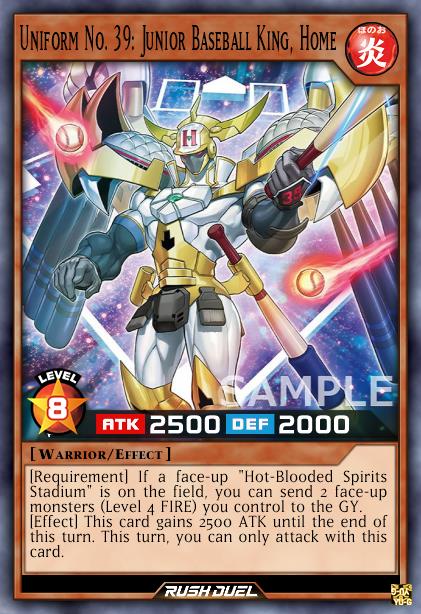 Uniform No. 39: Junior Baseball King, Home
ほのお
炎
H
39
SAMPLE
LEVEL
8
ATK 2500 DEF 2000
[Warrior/Effect]
[Requirement] If a face-up "Hot-Blooded Spirits
Stadium" is on the field, you can send 2 face-up
monsters (Level 4 FIRE) you control to the GY.
[Effect] This card gains 2500 ATK until the end of
this turn. This turn, you can only attack with this
card.
RUSH DUEL